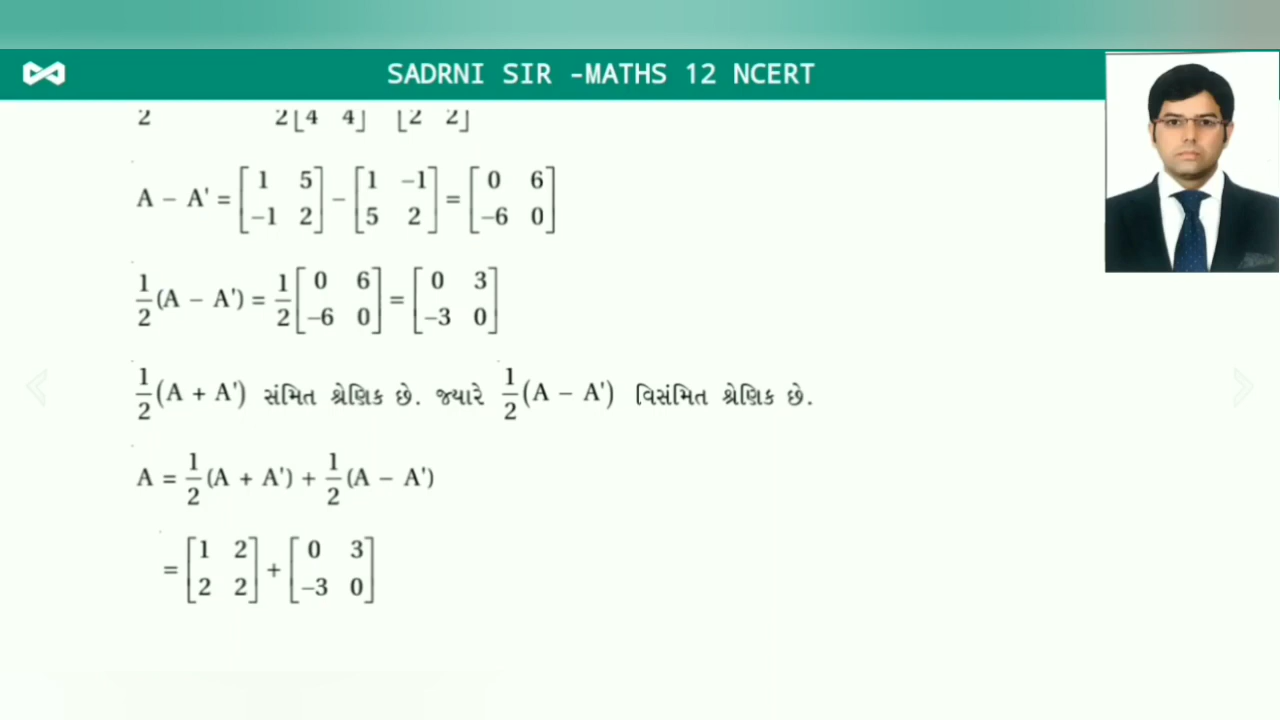 SADRNI SIR -MATHS 12 NCERT
2 2[4 4] [2 2]
A − A' = [1 5; −1 2] − [1 −1; 5 2] = [0 6; −6 0]
1/2(A − A') = 1/2[0 6; −6 0] = [0 3; −3 0]
1/2(A + A') સંમિત શ્રેણિક છે. જ્યારે 1/2(A − A') વિસંમિત શ્રેણિક છે.
A = 1/2(A + A') + 1/2(A − A')
= [1 2; 2 2] + [0 3; −3 0]